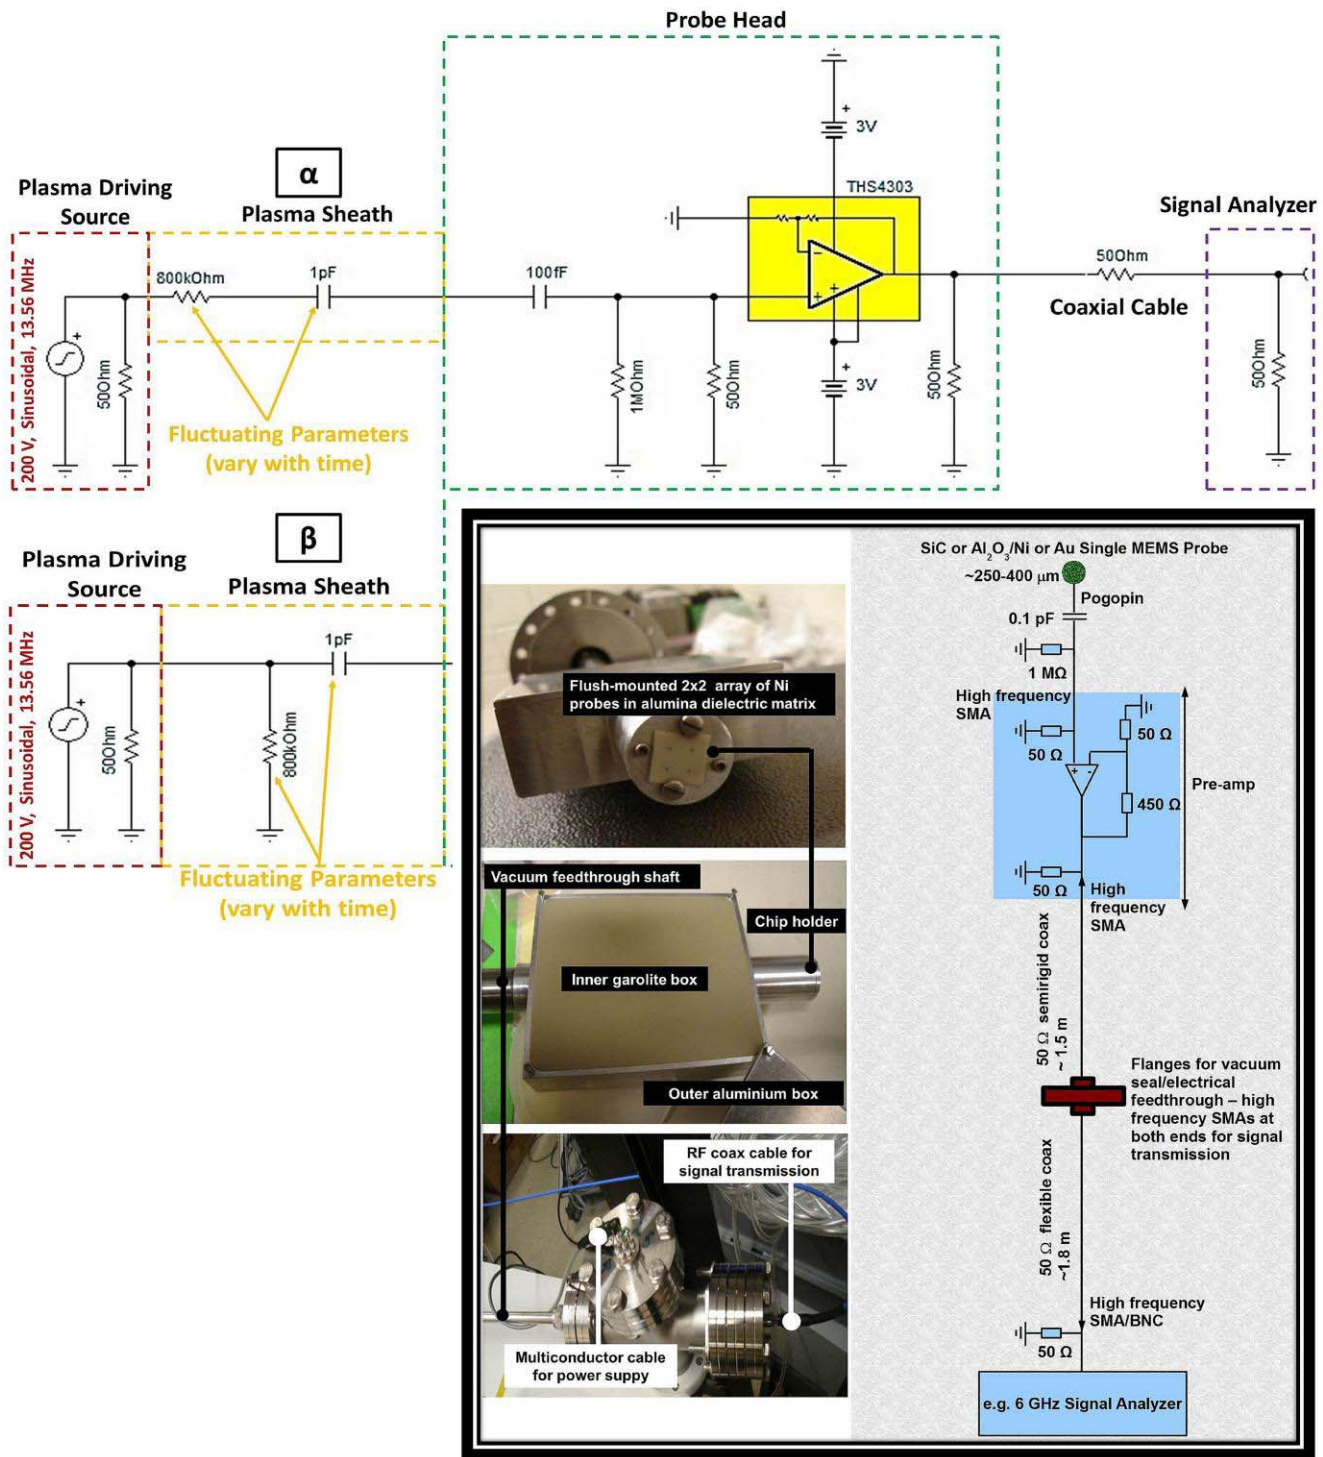 Probe Head
3V
THS4303
α
Plasma Driving
Source
Plasma Sheath
Signal Analyzer
200 V, Sinusoidal, 13.56 MHz
50Ohm
800kOhm
1pF
100fF
1MOhm
50Ohm
3V
50Ohm
50Ohm
Coaxial Cable
50Ohm
Fluctuating Parameters
(vary with time)
β
Plasma Driving
Source
Plasma Sheath
200 V, Sinusoidal, 13.56 MHz
50Ohm
800kOhm
1pF
Fluctuating Parameters
(vary with time)
Flush-mounted 2x2 array of Ni
probes in alumina dielectric matrix
Vacuum feedthrough shaft
Chip holder
Inner garolite box
Outer aluminium box
RF coax cable for
signal transmission
Multiconductor cable
for power suppy
SiC or Al2O3/Ni or Au Single MEMS Probe
~250-400 μm
Pogopin
0.1 pF
1 MΩ
High frequency
SMA
50 Ω
50 Ω
450 Ω
Pre-amp
50 Ω
High
frequency
SMA
50 Ω semirigid coax
~ 1.5 m
Flanges for vacuum
seal/electrical
feedthrough – high
frequency SMAs at
both ends for signal
transmission
50 Ω flexible coax
~1.8 m
High frequency
SMA/BNC
50 Ω
e.g. 6 GHz Signal Analyzer